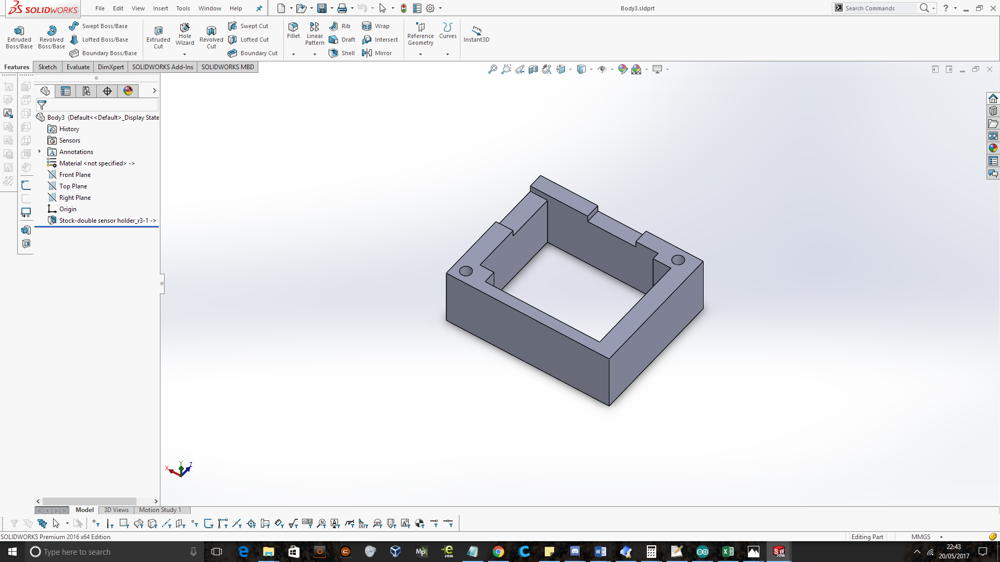 SOLIDWORKS
File Edit View Insert Tools Window Help
Body3.sldprt
Search Commands
Extruded Boss/Base
Revolved Boss/Base
Swept Boss/Base
Lofted Boss/Base
Boundary Boss/Base
Extruded Cut
Hole Wizard
Revolved Cut
Swept Cut
Lofted Cut
Boundary Cut
Fillet
Linear Pattern
Rib
Draft
Shell
Wrap
Intersect
Mirror
Reference Geometry
Curves
Instant3D
Features Sketch Evaluate DimXpert SOLIDWORKS Add-Ins SOLIDWORKS MBD
Body3 (Default<<Default>_Display State
History
Sensors
Annotations
Material <not specified> ->
Front Plane
Top Plane
Right Plane
Origin
Stock-double sensor holder_r3-1 ->
X Y Z
Model 3D Views Motion Study 1
SOLIDWORKS Premium 2016 x64 Edition
Editing Part
MMGS
Type here to search
22:43
20/05/2017